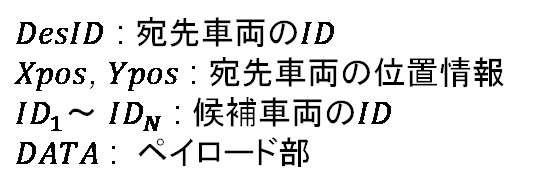 DesID : 宛先車両のID
Xpos, Ypos : 宛先車両の位置情報
ID₁～ ID_N : 候補車両のID
DATA : ペイロード部